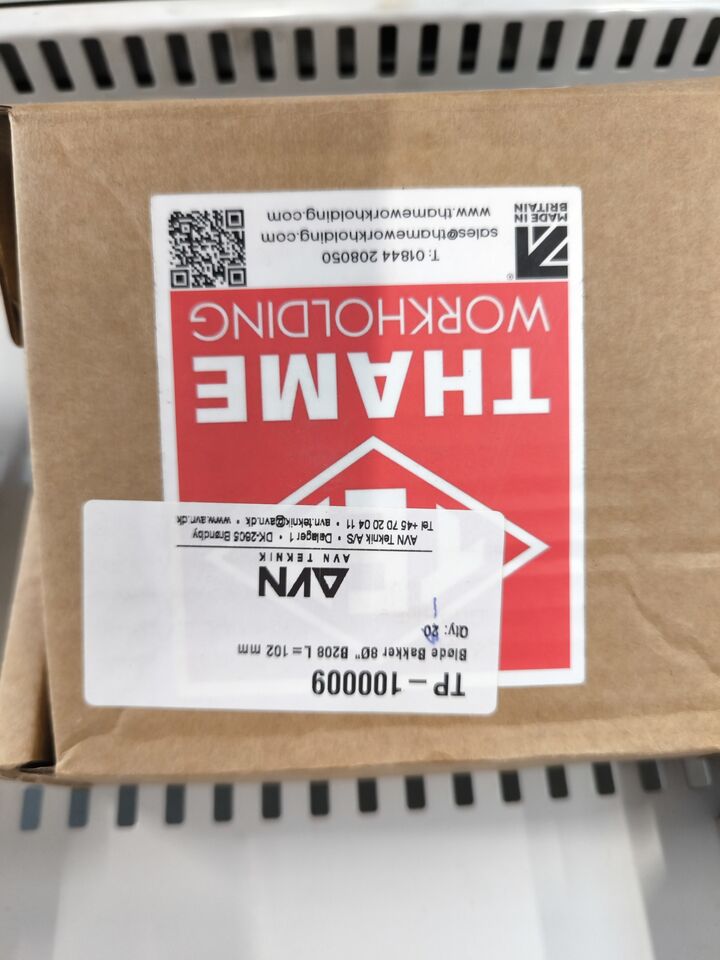 TP-100009
Bløde Bakker 80" B208 L = 102 mm
Qty: 20
AVN
AVN TEKNIK
AVN Teknik A/S • Dalager 1 • DK-2605 Brøndby
Tel +45 70 20 04 11 • avn.teknik@avn.dk • www.avn.dk
THAME
WORKHOLDING
MADE IN
BRITAIN
®
T: 01844 208050
sales@thameworkholding.com
www.thameworkholding.com